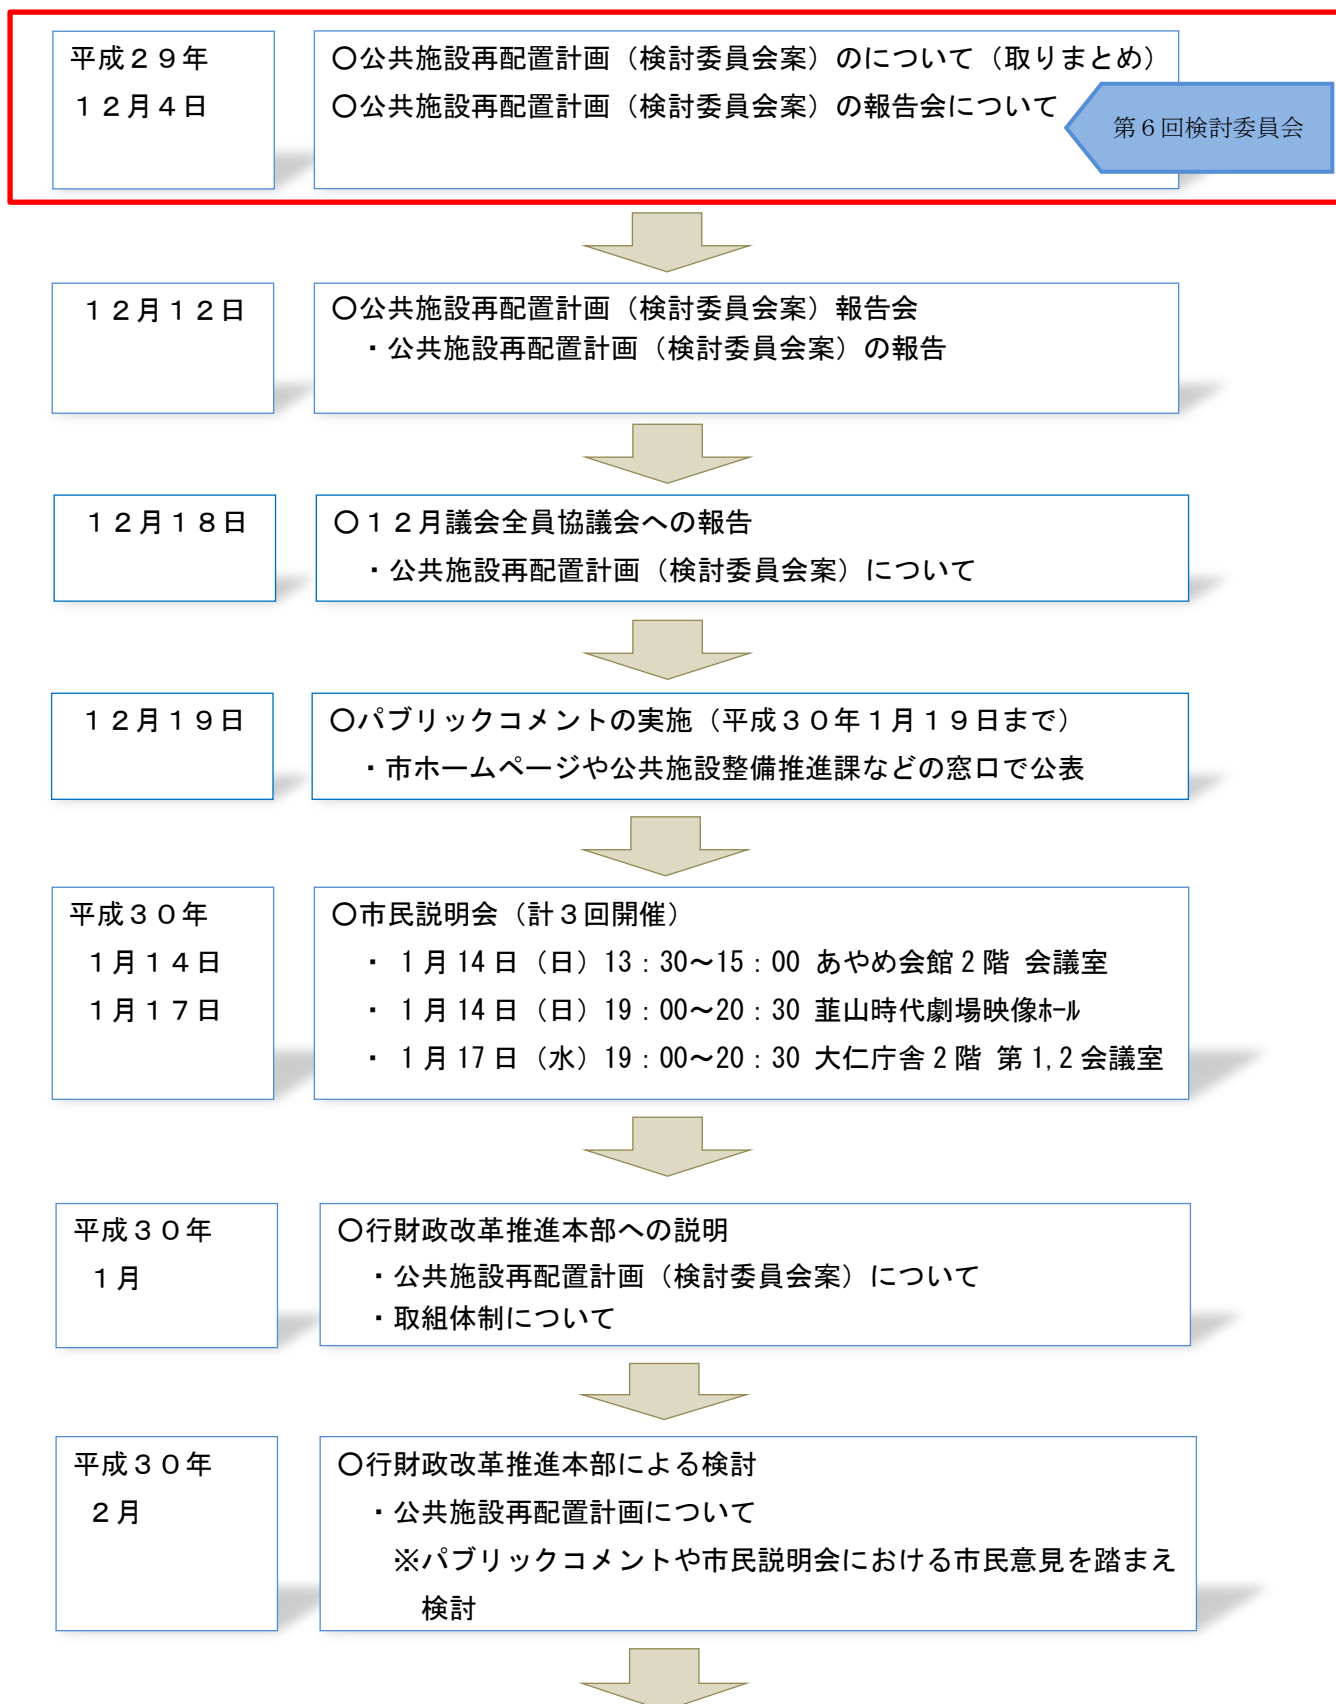 平成２９年
１２月４日
〇公共施設再配置計画（検討委員会案）のについて（取りまとめ）
〇公共施設再配置計画（検討委員会案）の報告会について
第６回検討委員会
１２月１２日
〇公共施設再配置計画（検討委員会案）報告会
・公共施設再配置計画（検討委員会案）の報告
１２月１８日
〇１２月議会全員協議会への報告
・公共施設再配置計画（検討委員会案）について
１２月１９日
〇パブリックコメントの実施（平成３０年１月１９日まで）
・市ホームページや公共施設整備推進課などの窓口で公表
平成３０年
１月１４日
１月１７日
〇市民説明会（計３回開催）
・ 1 月 14 日（日）13：30～15：00 あやめ会館 2 階 会議室
・ 1 月 14 日（日）19：00～20：30 韮山時代劇場映像ﾎｰﾙ
・ 1 月 17 日（水）19：00～20：30 大仁庁舎 2 階 第 1,2 会議室
平成３０年
１月
〇行財政改革推進本部への説明
・公共施設再配置計画（検討委員会案）について
・取組体制について
平成３０年
２月
〇行財政改革推進本部による検討
・公共施設再配置計画について
※パブリックコメントや市民説明会における市民意見を踏まえ
検討